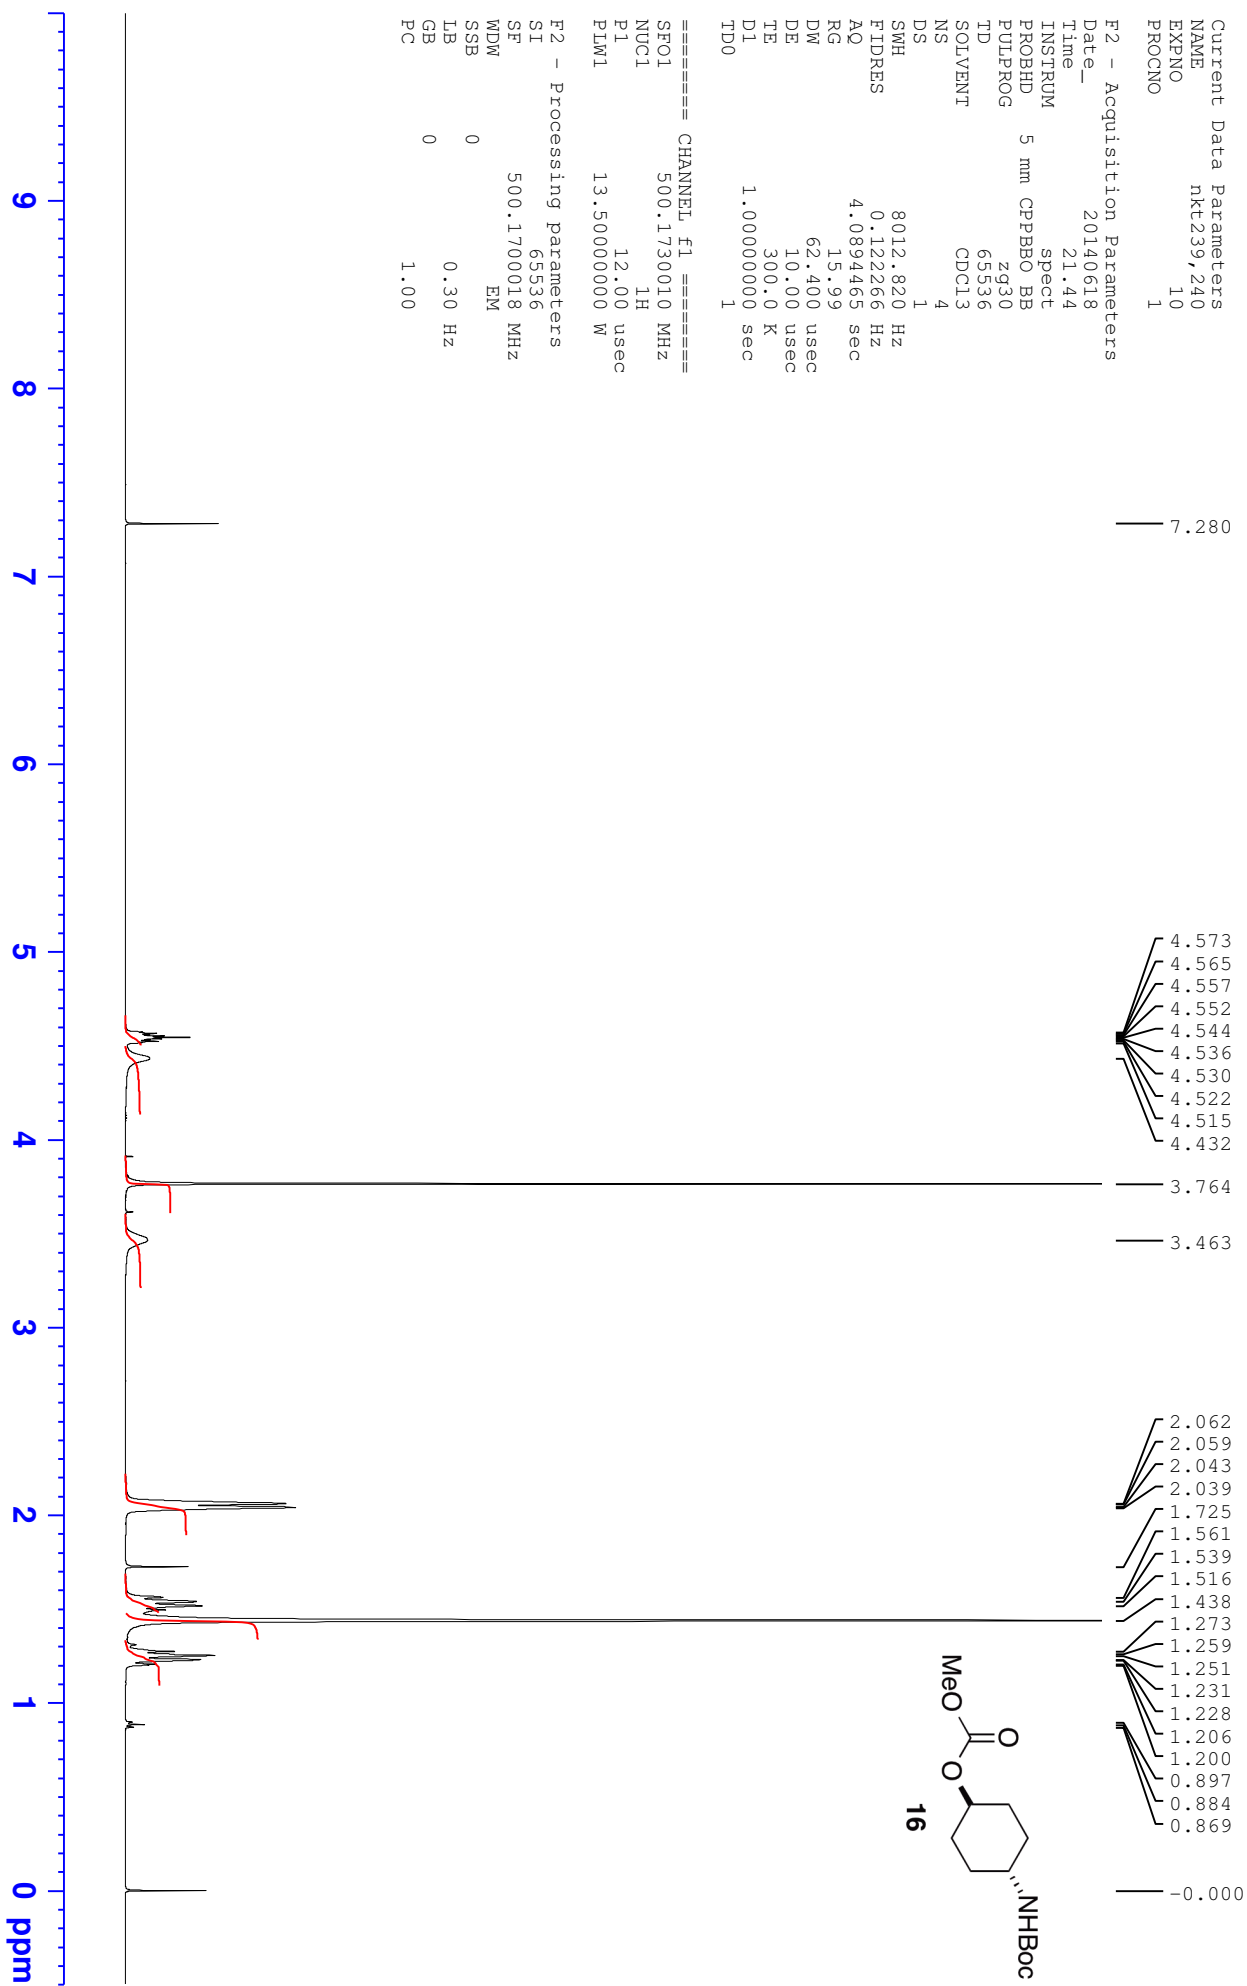 Current Data Parameters
NAME nkt239,240
EXPNO 10
PROCNO 1
F2 - Acquisition Parameters
Date_ 20140618
Time 21.44
INSTRUM spect
PROBHD 5 mm CPPBBO BB
PULPROG zg30
TD 65536
SOLVENT CDCl3
NS 4
DS 1
SWH 8012.820 Hz
FIDRES 0.122266 Hz
AQ 4.0894465 sec
RG 15.99
DW 62.400 usec
DE 10.00 usec
TE 300.0 K
D1 1.00000000 sec
TD0 1
======== CHANNEL f1 ========
SFO1 500.1730010 MHz
NUC1 1H
P1 12.00 usec
PLW1 13.50000000 W
F2 - Processing parameters
SI 65536
SF 500.1700018 MHz
WDW EM
SSB 0
LB 0.30 Hz
GB 0
PC 1.00
7.280
4.573
4.565
4.557
4.552
4.544
4.536
4.530
4.522
4.515
4.432
3.764
3.463
2.062
2.059
2.043
2.039
1.725
1.561
1.539
1.516
1.438
1.273
1.259
1.251
1.231
1.228
1.206
1.200
0.897
0.884
0.869
-0.000
O
MeO
O
NHBoc
16
9 8 7 6 5 4 3 2 1 0 ppm